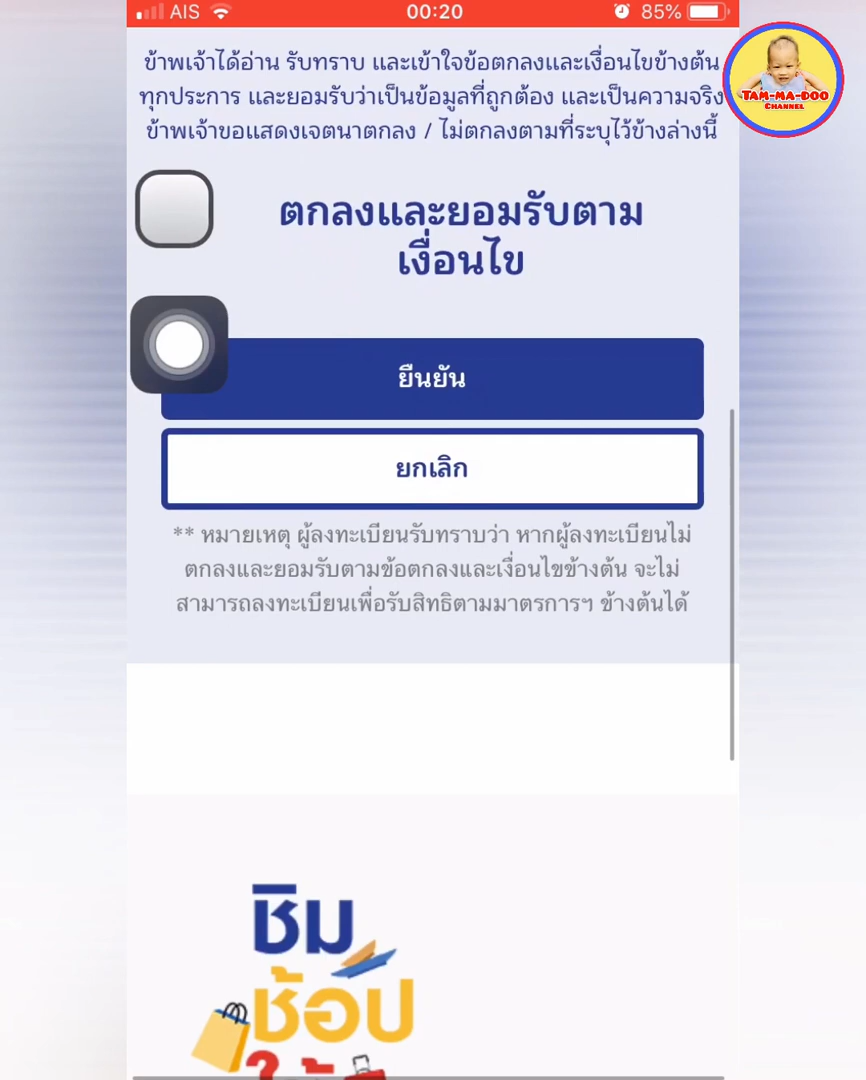 AIS 00:20 85%
ข้าพเจ้าได้อ่าน รับทราบ และเข้าใจข้อตกลงและเงื่อนไขข้างต้น
TAM-MA-DOO
CHANNEL
ทุกประการ และยอมรับว่าเป็นข้อมูลที่ถูกต้อง และเป็นความจริง
ข้าพเจ้าขอแสดงเจตนาตกลง / ไม่ตกลงตามที่ระบุไว้ข้างล่างนี้
ตกลงและยอมรับตาม
เงื่อนไข
ยืนยัน
ยกเลิก
** หมายเหตุ ผู้ลงทะเบียนรับทราบว่า หากผู้ลงทะเบียนไม่
ตกลงและยอมรับตามข้อตกลงและเงื่อนไขข้างต้น จะไม่
สามารถลงทะเบียนเพื่อรับสิทธิตามมาตรการฯ ข้างต้นได้
ชิม
ช้อป